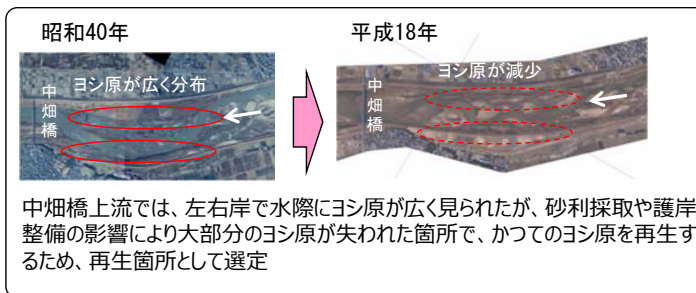 昭和40年
平成18年
ヨシ原が広く分布
中畑橋
ヨシ原が減少
中畑橋
中畑橋上流では、左右岸で水際にヨシ原が広く見られたが、砂利採取や護岸
整備の影響により大部分のヨシ原が失われた箇所で、かつてのヨシ原を再生す
るため、再生箇所として選定